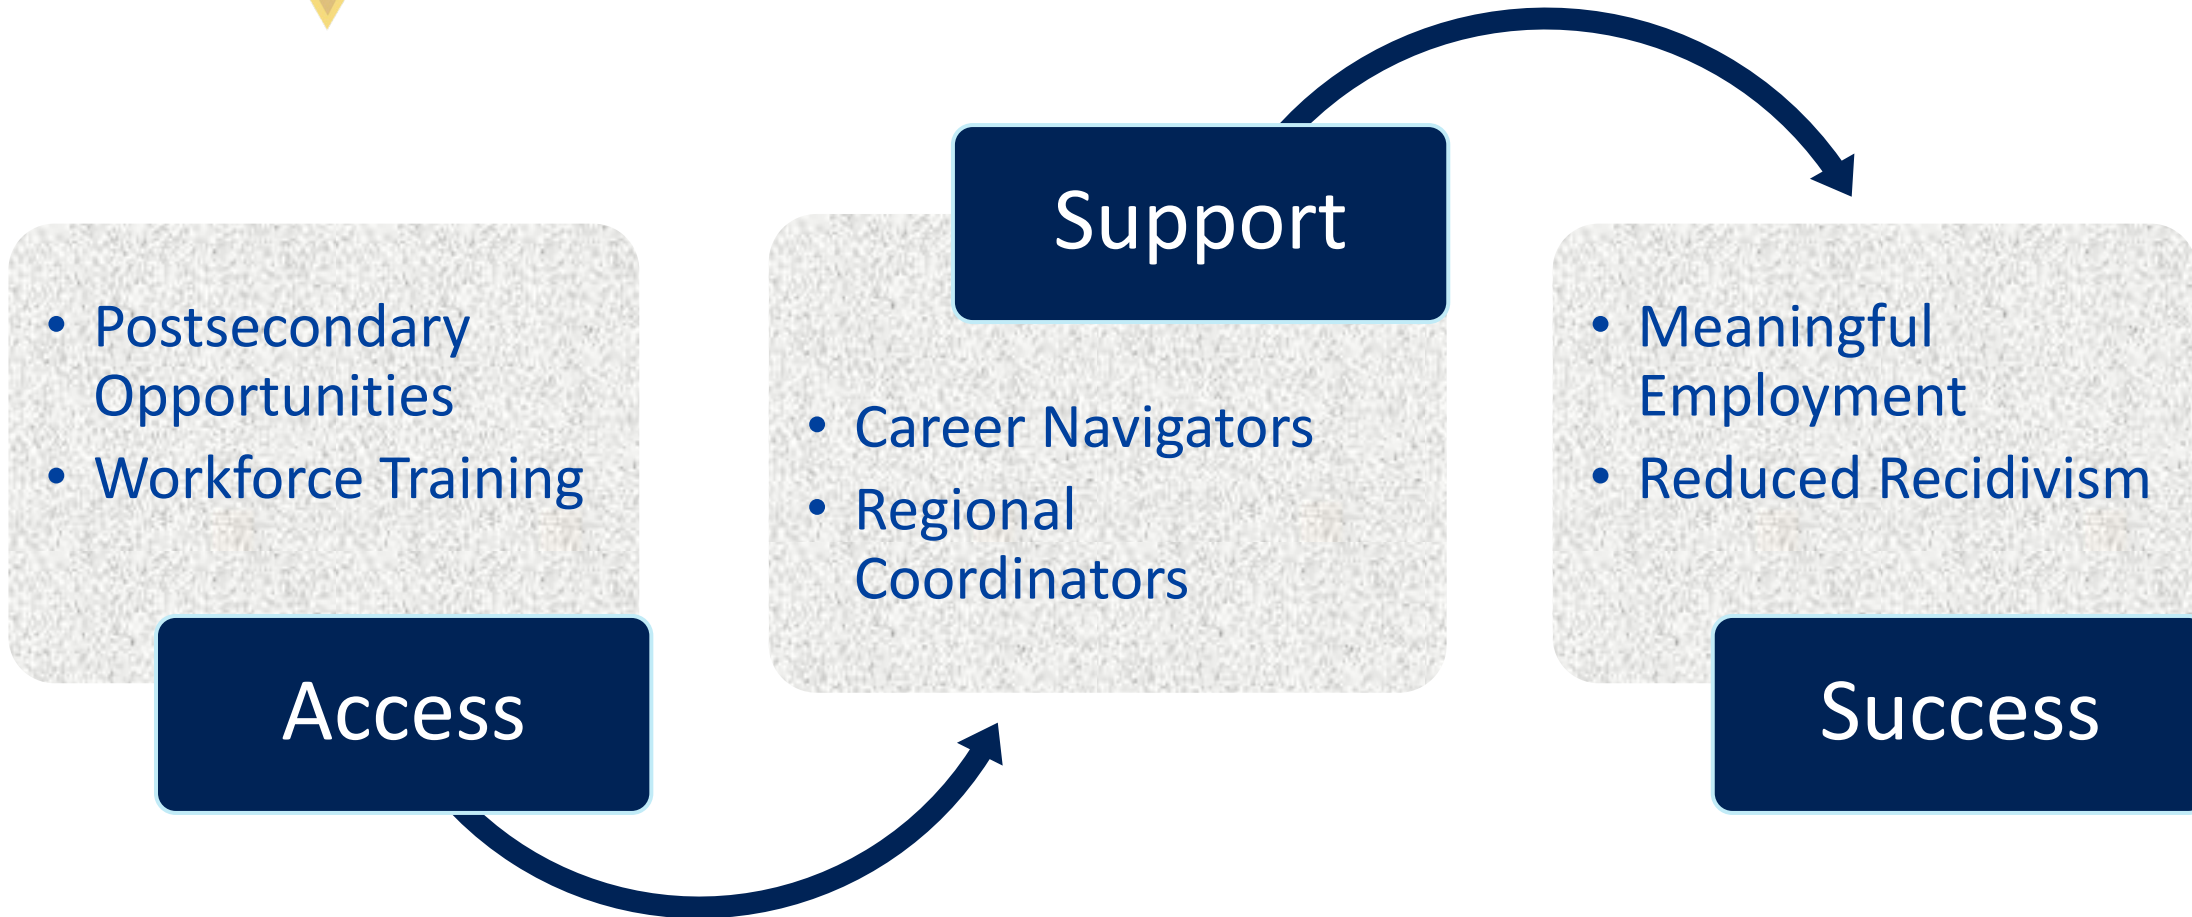 • Postsecondary
Opportunities
• Workforce Training
Access
Support
• Career Navigators
• Regional
Coordinators
• Meaningful
Employment
• Reduced Recidivism
Success